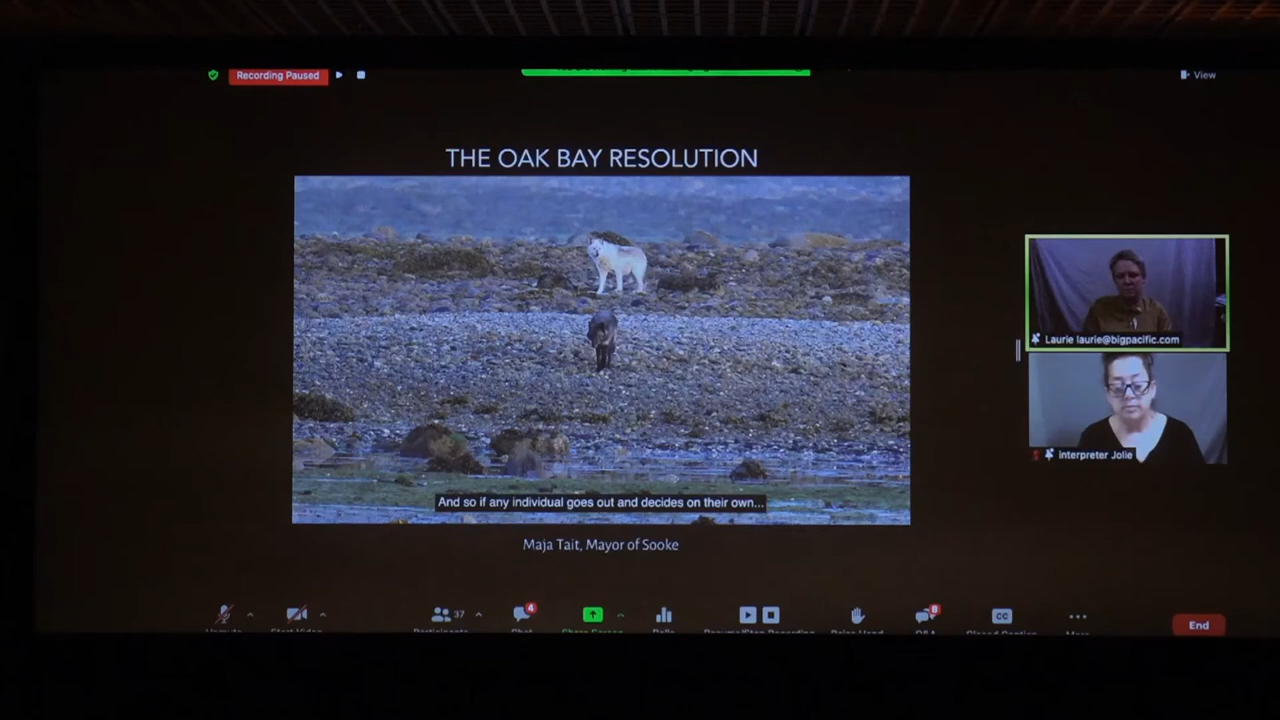 Recording Paused
View
THE OAK BAY RESOLUTION
Laurie laurie@bigpacific.com
interpreter Jolie
And so if any individual goes out and decides on their own...
Maja Tait, Mayor of Sooke
4
37
8
CC
End